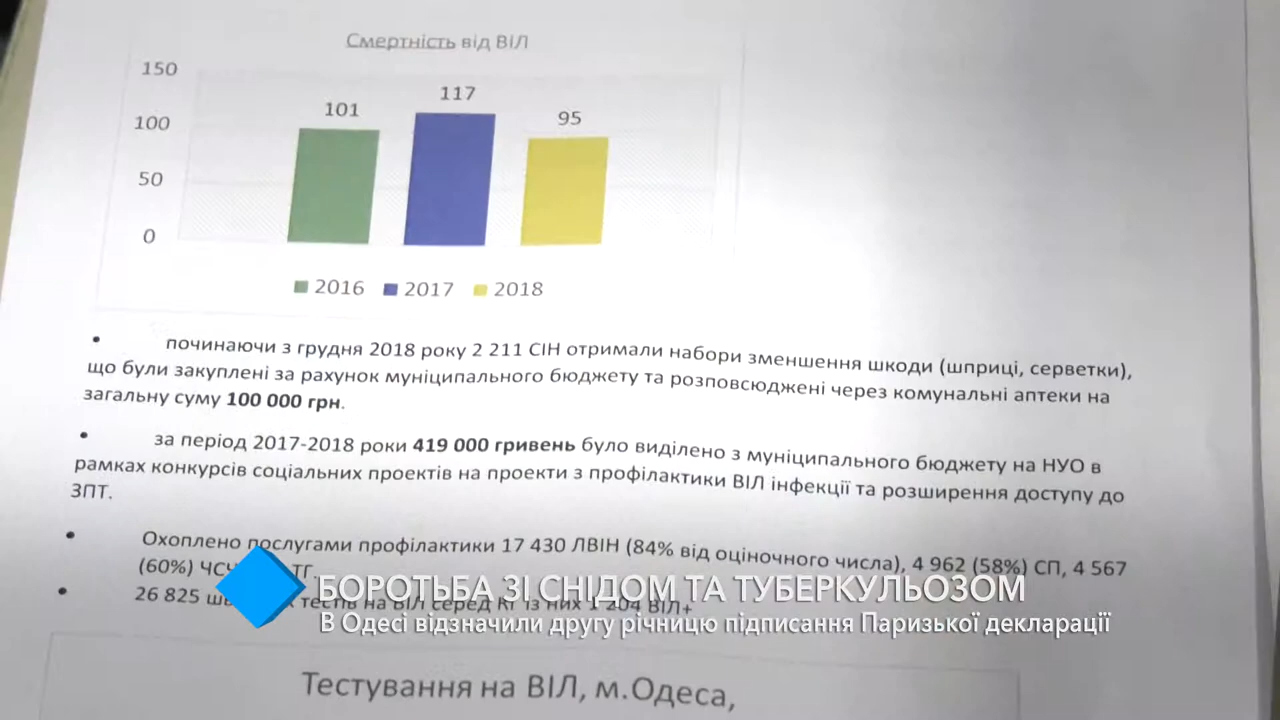 Смертність від ВІЛ
150
100
50
0
101
117
95
2016 2017 2018
• починаючи з грудня 2018 року 2 211 СІН отримали набори зменшення шкоди (шприці, серветки),
що були закуплені за рахунок муніципального бюджету та розповсюджені через комунальні аптеки на
загальну суму 100 000 грн.
• за період 2017-2018 роки 419 000 гривень було виділено з муніципального бюджету на НУО в
рамках конкурсів соціальних проектів на проекти з профілактики ВІЛ інфекції та розширення доступу до
ЗПТ.
• Охоплено послугами профілактики 17 430 ЛВІН (84% від оціночного числа), 4 962 (58%) СП, 4 567
(60%) ТГ.
• 26 825 тестів на ВІЛ серед КГ із них 1 204 ВІЛ+
БОРОТЬБА ЗІ СНІДОМ ТА ТУБЕРКУЛЬОЗОМ
В Одесі відзначили другу річницю підписання Паризької декларації
Тестування на ВІЛ, м.Одеса,